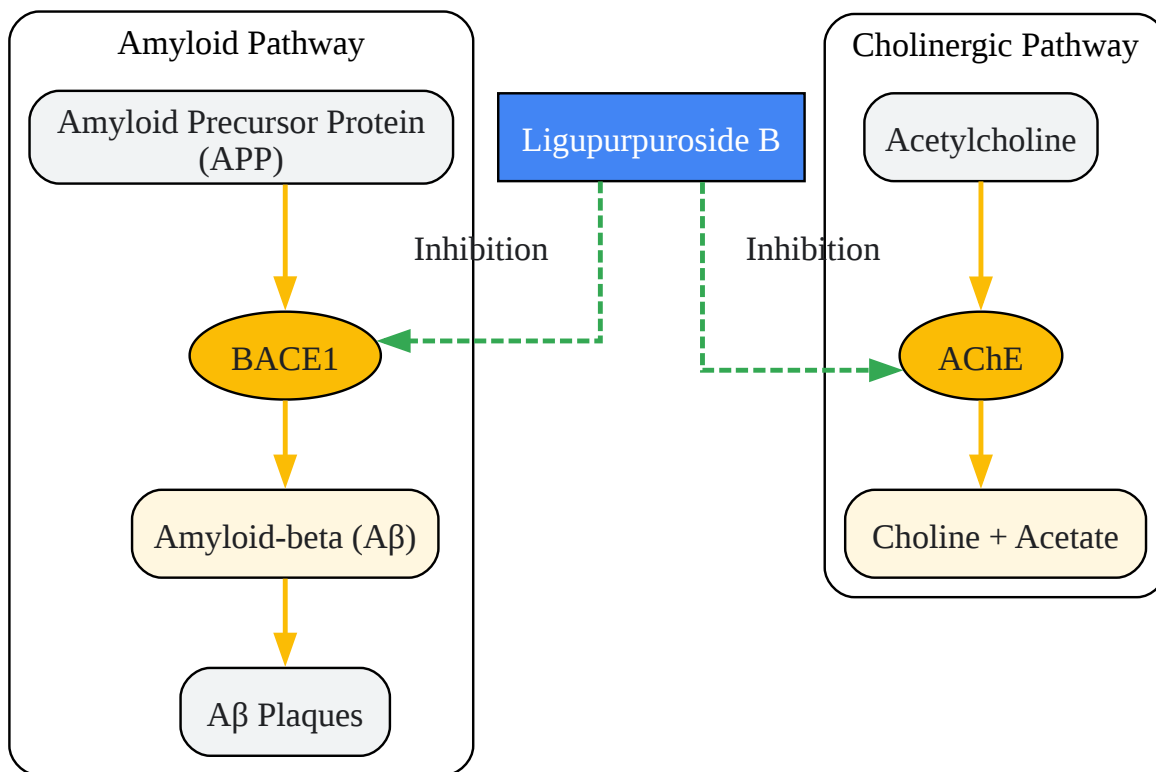 Amyloid Pathway
Amyloid Precursor Protein
(APP)
BACE1
Amyloid-beta (Aβ)
Aβ Plaques
Ligupurpuroside B
Inhibition
Inhibition
Cholinergic Pathway
Acetylcholine
AChE
Choline + Acetate